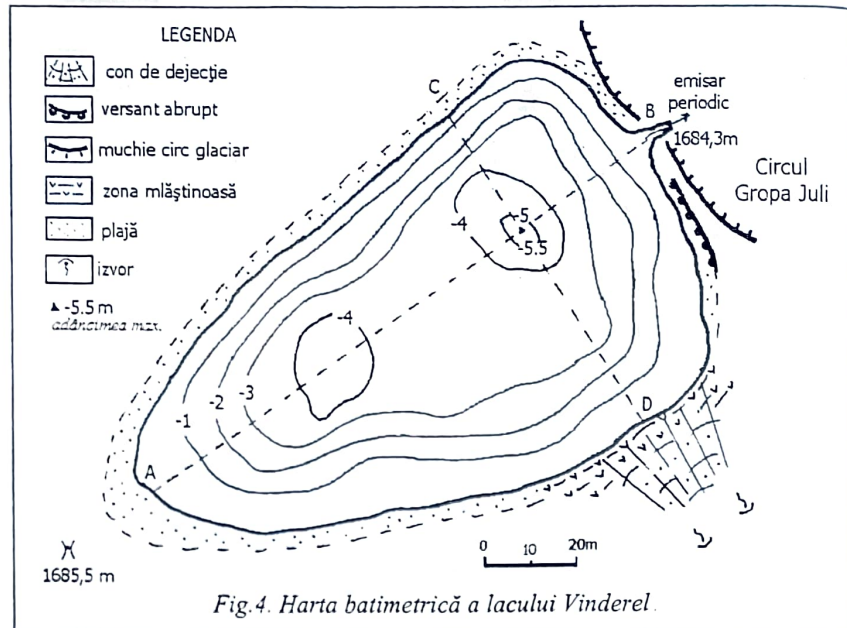 LEGENDA
con de dejecţie
versant abrupt
muchie circ glaciar
zona mlăştinoasă
plajă
izvor
-5.5 m
adâncimea max.
C
B
emisar
periodic
1684,3m
Circul
Gropa Juli
-4
-5
-5.5
-4
-1
-2
-3
A
D
0 10 20m
1685,5 m
Fig.4. Harta batimetrică a lacului Vinderel